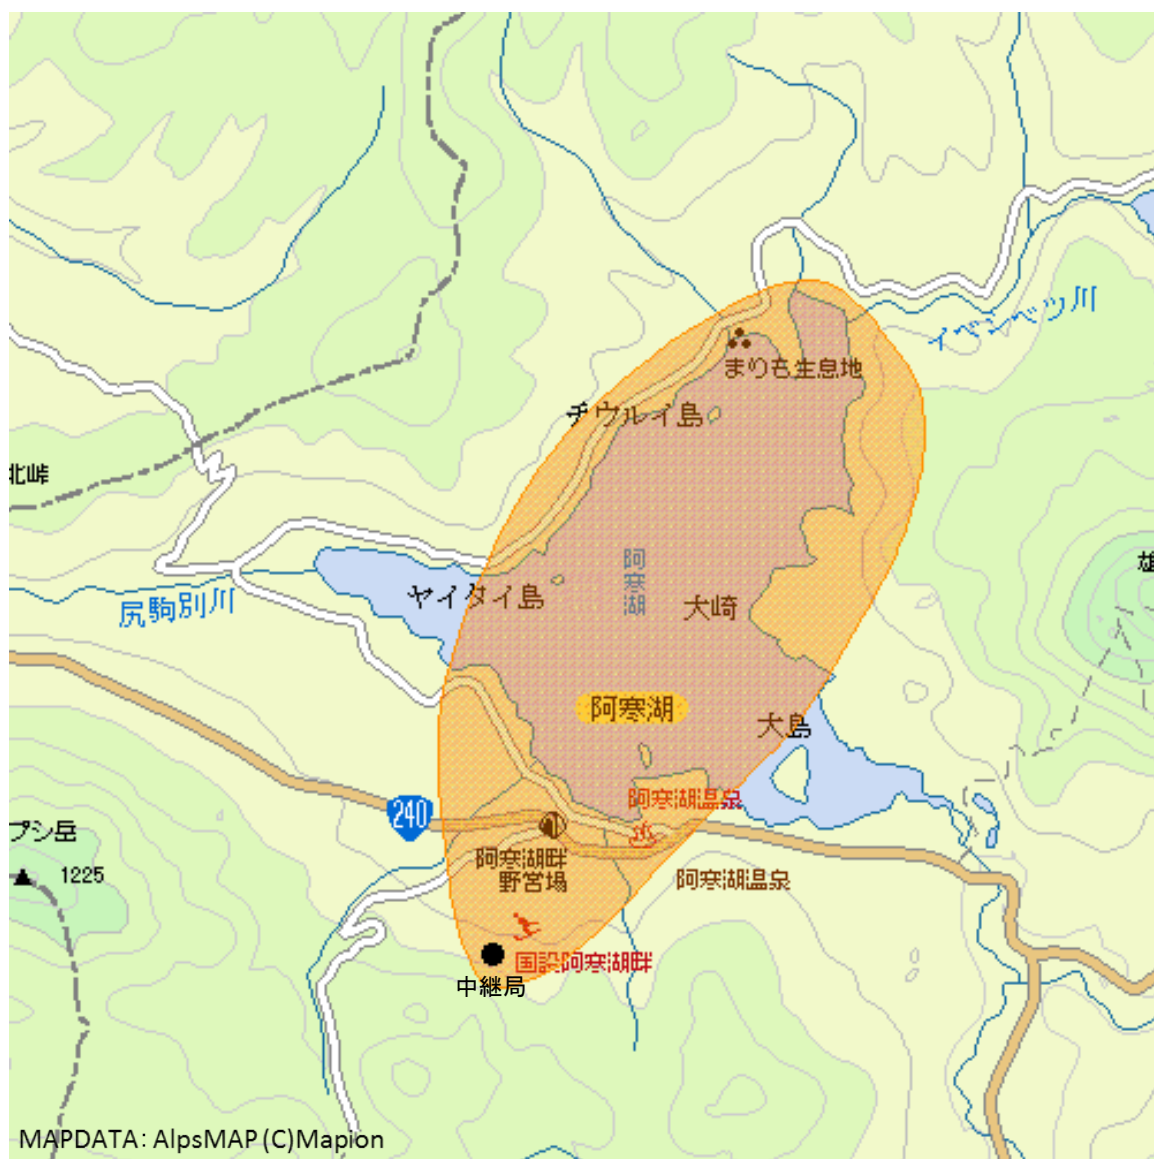 イベシベツ川
まりも生息地
チウルイ島
北峠
阿寒湖
雄
ヤイタイ島
大崎
尻駒別川
阿寒湖
大島
阿寒湖温泉
240
プシ岳
1225
阿寒湖畔
野営場
阿寒湖温泉
国設阿寒湖畔
中継局
MAPDATA: AlpsMAP (C)Mapion